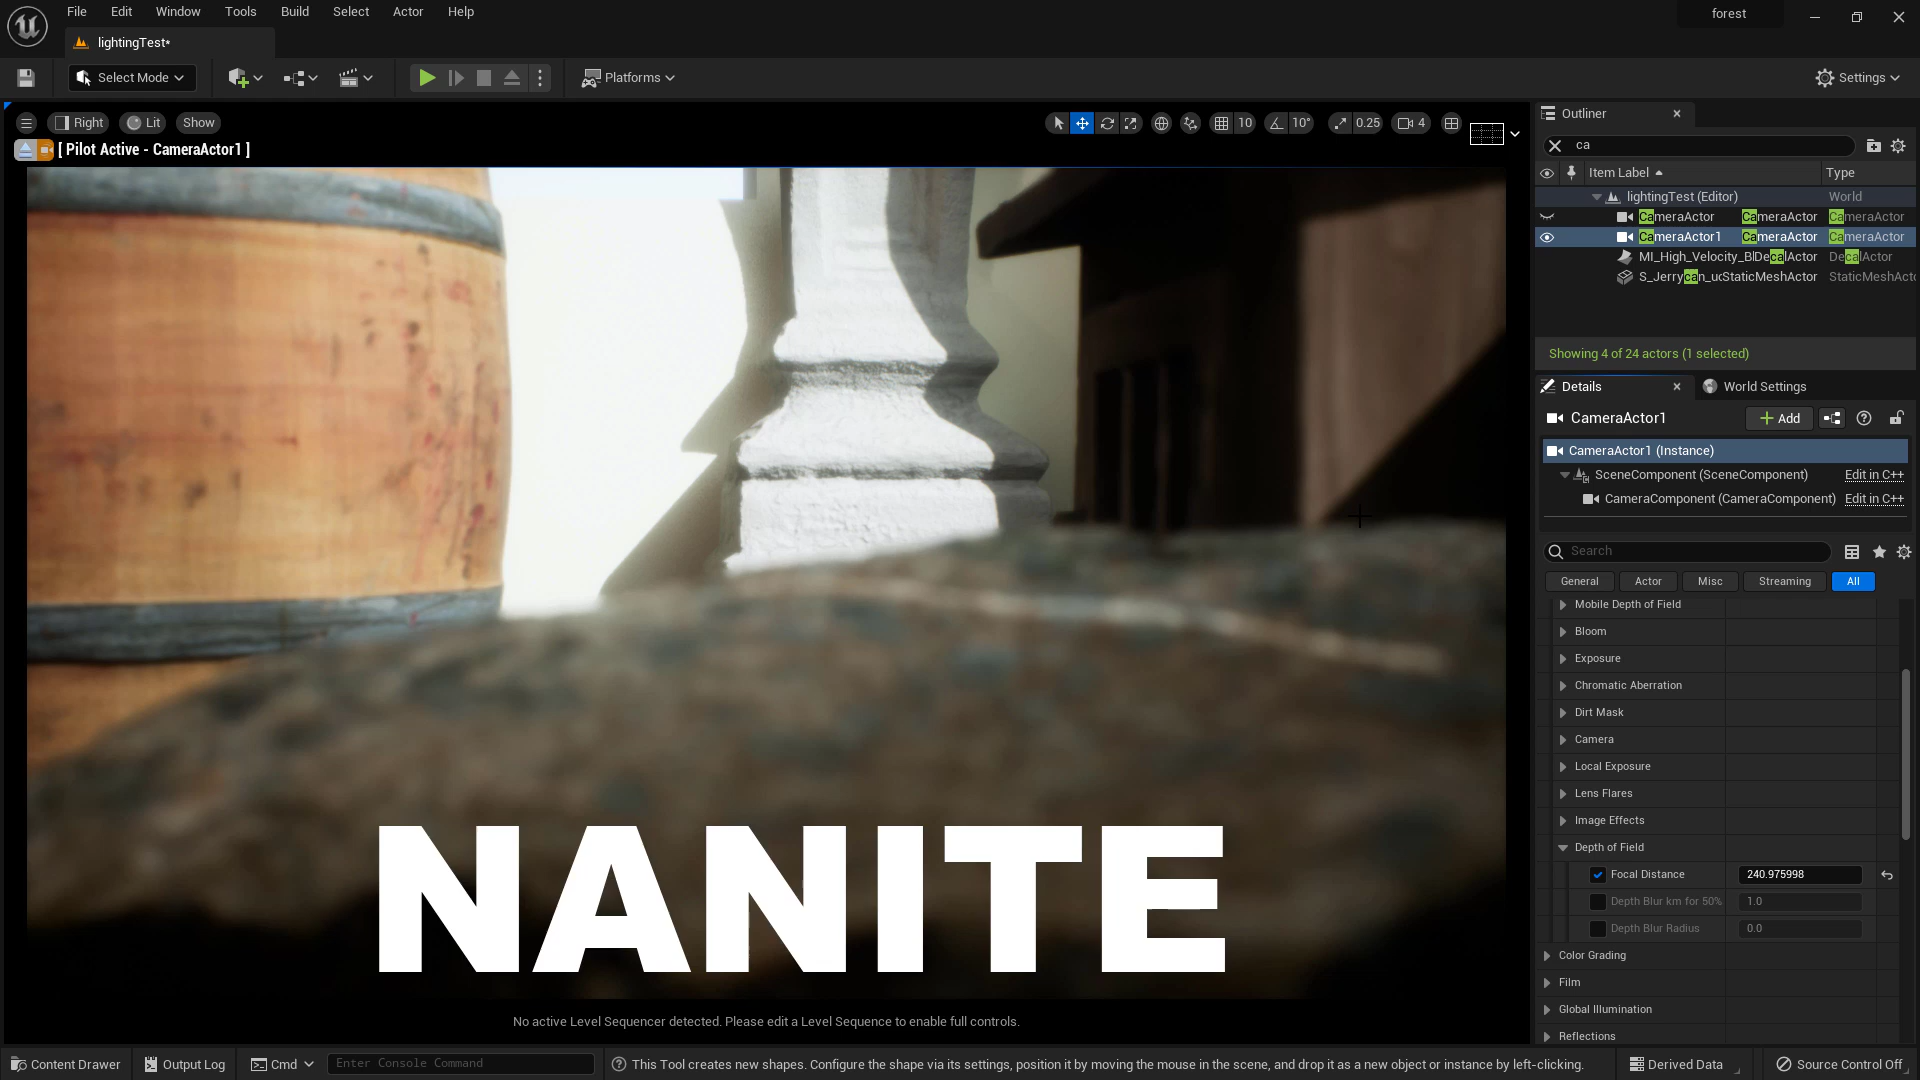 File Edit Window Tools Build Select Actor Help
forest
lightingTest*
Select Mode
Platforms
Settings
Right Lit Show
10 10° 0.25 4
[ Pilot Active - CameraActor1 ]
NANITE
No active Level Sequencer detected. Please edit a Level Sequence to enable full controls.
Outliner
ca
Item Label Type
lightingTest (Editor) World
CameraActor CameraActor CameraActor
CameraActor1 CameraActor CameraActor
MI_High_Velocity_Bl DecalActor DecalActor
S_Jerrycan_uc StaticMeshActor StaticMeshActo
Showing 4 of 24 actors (1 selected)
Details World Settings
CameraActor1 Add
CameraActor1 (Instance)
SceneComponent (SceneComponent) Edit in C++
CameraComponent (CameraComponent) Edit in C++
Search
General Actor Misc Streaming All
Mobile Depth of Field
Bloom
Exposure
Chromatic Aberration
Dirt Mask
Camera
Local Exposure
Lens Flares
Image Effects
Depth of Field
Focal Distance 240.975998
Depth Blur km for 50% 1.0
Depth Blur Radius 0.0
Color Grading
Film
Global Illumination
Reflections
Content Drawer Output Log Cmd Enter Console Command This Tool creates new shapes. Configure the shape via its settings, position it by moving the mouse in the scene, and drop it as a new object or instance by left-clicking. Derived Data Source Control Off